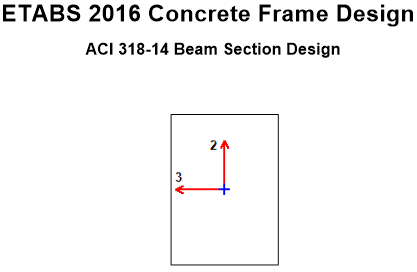 ETABS 2016 Concrete Frame Design
ACI 318-14 Beam Section Design
2
3